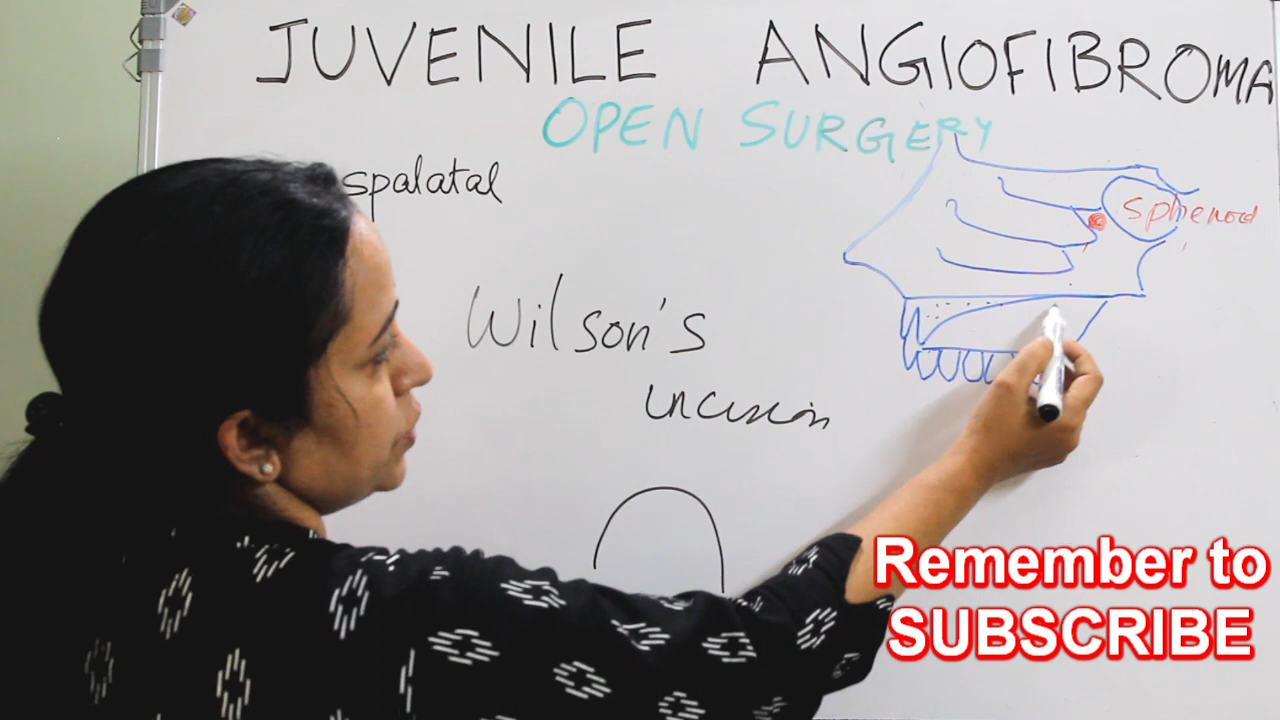 JUVENILE ANGIOFIBROMA
OPEN SURGERY
spalatal
sphenoid
Wilson's
incision
Remember to
SUBSCRIBE